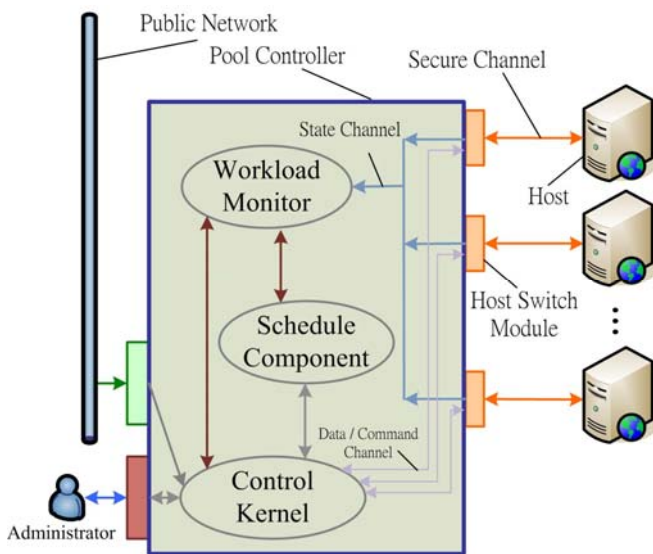 Public Network
Pool Controller
Secure Channel
State Channel
Workload
Monitor
Host
Host Switch
Module
Schedule
Component
Data / Command
Channel
Control
Kernel
Administrator